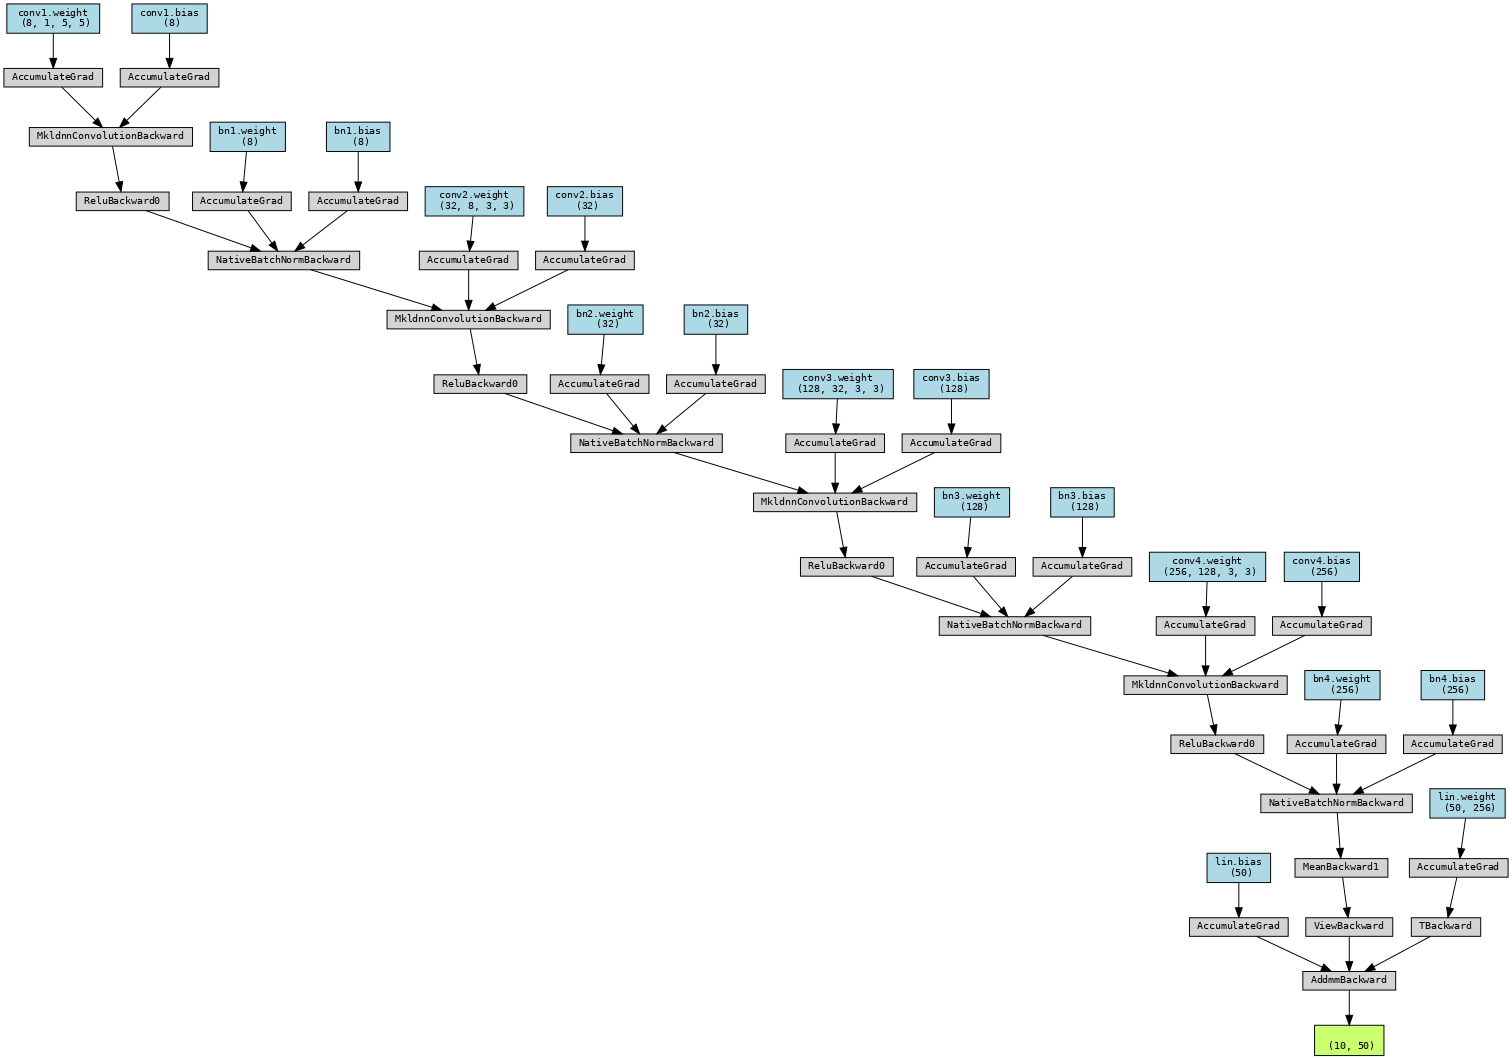 conv1.weight
(8, 1, 5, 5)
conv1.bias
(8)
AccumulateGrad
AccumulateGrad
MkldnnConvolutionBackward
bn1.weight
(8)
bn1.bias
(8)
ReluBackward0
AccumulateGrad
AccumulateGrad
conv2.weight
(32, 8, 3, 3)
conv2.bias
(32)
NativeBatchNormBackward
AccumulateGrad
AccumulateGrad
MkldnnConvolutionBackward
bn2.weight
(32)
bn2.bias
(32)
ReluBackward0
AccumulateGrad
AccumulateGrad
conv3.weight
(128, 32, 3, 3)
conv3.bias
(128)
NativeBatchNormBackward
AccumulateGrad
AccumulateGrad
MkldnnConvolutionBackward
bn3.weight
(128)
bn3.bias
(128)
ReluBackward0
AccumulateGrad
AccumulateGrad
conv4.weight
(256, 128, 3, 3)
conv4.bias
(256)
NativeBatchNormBackward
AccumulateGrad
AccumulateGrad
MkldnnConvolutionBackward
bn4.weight
(256)
bn4.bias
(256)
ReluBackward0
AccumulateGrad
AccumulateGrad
NativeBatchNormBackward
lin.weight
(50, 256)
lin.bias
(50)
MeanBackward1
AccumulateGrad
AccumulateGrad
ViewBackward
TBackward
AddmmBackward
(10, 50)